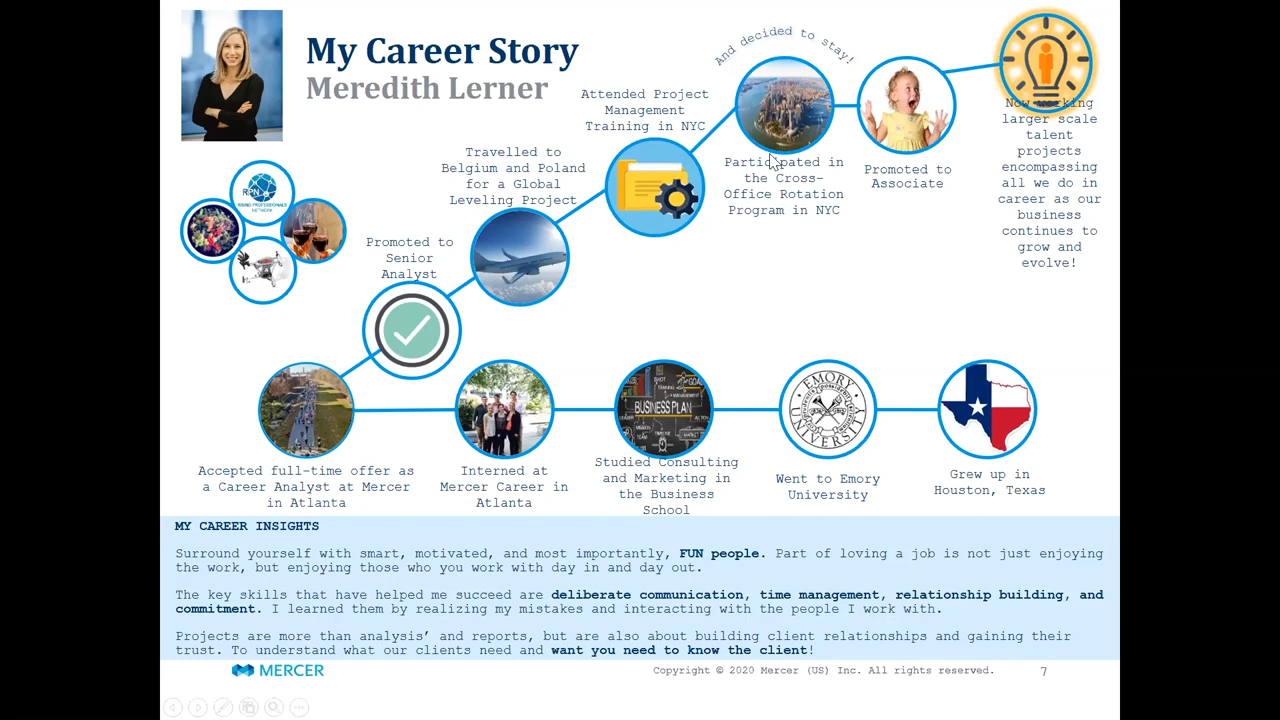 My Career Story
Meredith Lerner
And decided to stay!
Attended Project
Management
Training in NYC
Now working
larger scale
talent
projects
encompassing
all we do in
career as our
business
continues to
grow and
evolve!
Travelled to
Belgium and Poland
for a Global
Leveling Project
Participated in
the Cross-
Office Rotation
Program in NYC
Promoted to
Associate
RPN
RISING PROFESSIONALS
NETWORK
Promoted to
Senior
Analyst
BUSINESS PLAN
EMORY
UNIVERSITY
Accepted full-time offer as
a Career Analyst at Mercer
in Atlanta
Interned at
Mercer Career in
Atlanta
Studied Consulting
and Marketing in
the Business
School
Went to Emory
University
Grew up in
Houston, Texas
MY CAREER INSIGHTS
Surround yourself with smart, motivated, and most importantly, FUN people. Part of loving a job is not just enjoying
the work, but enjoying those who you work with day in and day out.
The key skills that have helped me succeed are deliberate communication, time management, relationship building, and
commitment. I learned them by realizing my mistakes and interacting with the people I work with.
Projects are more than analysis’ and reports, but are also about building client relationships and gaining their
trust. To understand what our clients need and want you need to know the client!
MERCER
Copyright © 2020 Mercer (US) Inc. All rights reserved.
7